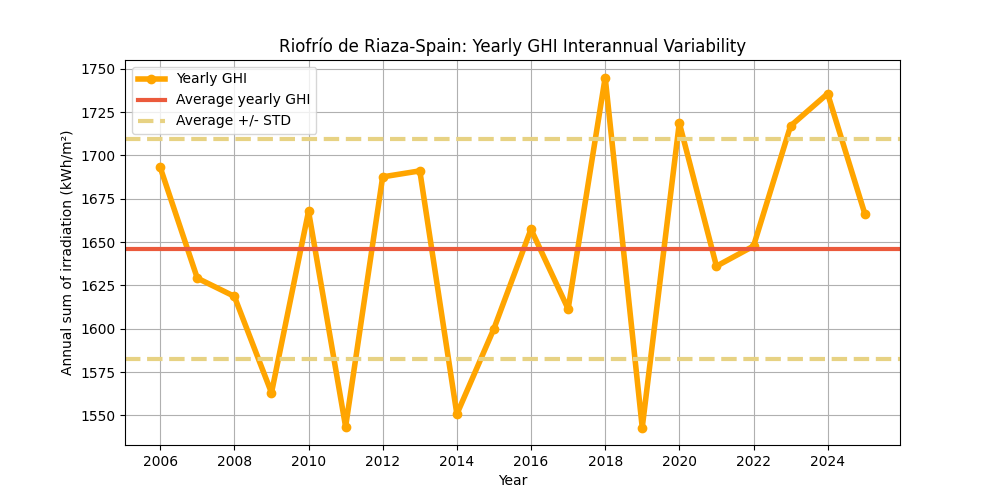 Riofrío de Riaza-Spain: Yearly GHI Interannual Variability
Yearly GHI
Average yearly GHI
Average +/- STD
Annual sum of irradiation (kWh/m²)
1750
1725
1700
1675
1650
1625
1600
1575
1550
2006 2008 2010 2012 2014 2016 2018 2020 2022 2024
Year